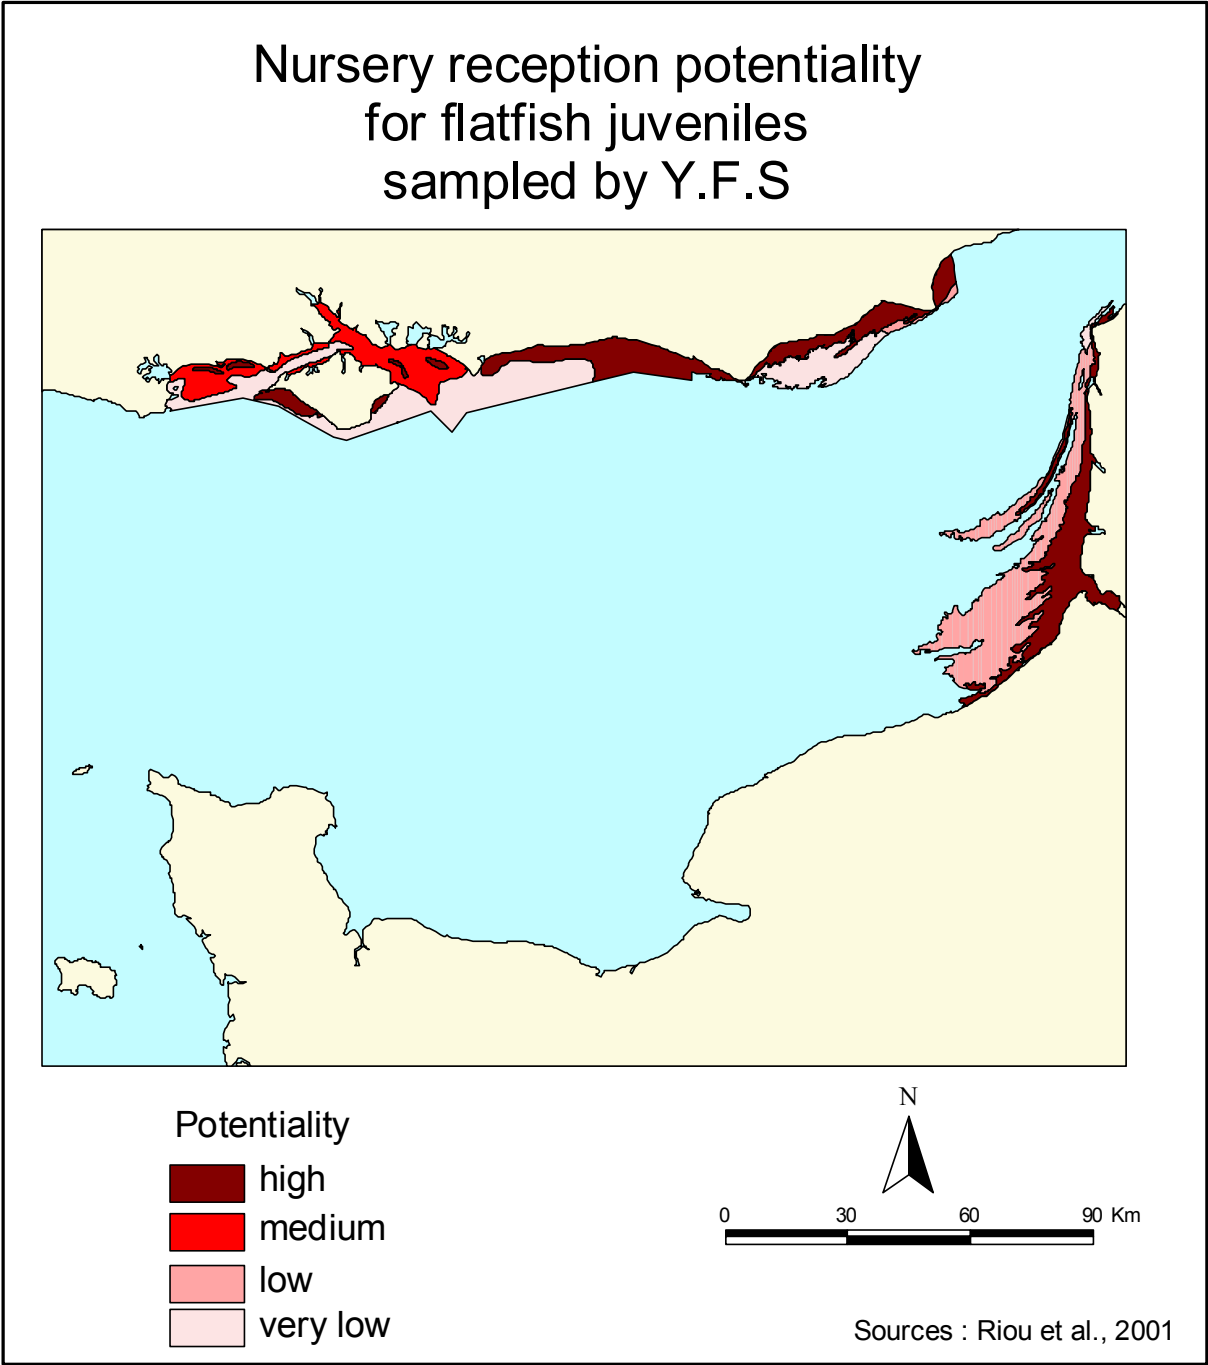 Nursery reception potentiality
for flatfish juveniles
sampled by Y.F.S
Potentiality
high
medium
low
very low
N
0 30 60 90 Km
Sources : Riou et al., 2001